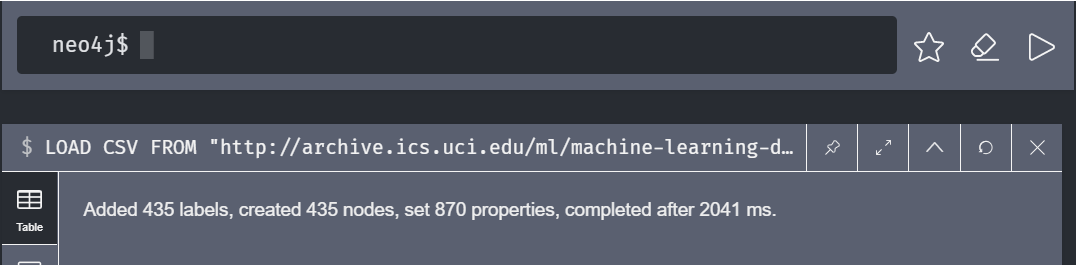 neo4j$
$ LOAD CSV FROM "http://archive.ics.uci.edu/ml/machine-learning-d…
Table
Added 435 labels, created 435 nodes, set 870 properties, completed after 2041 ms.